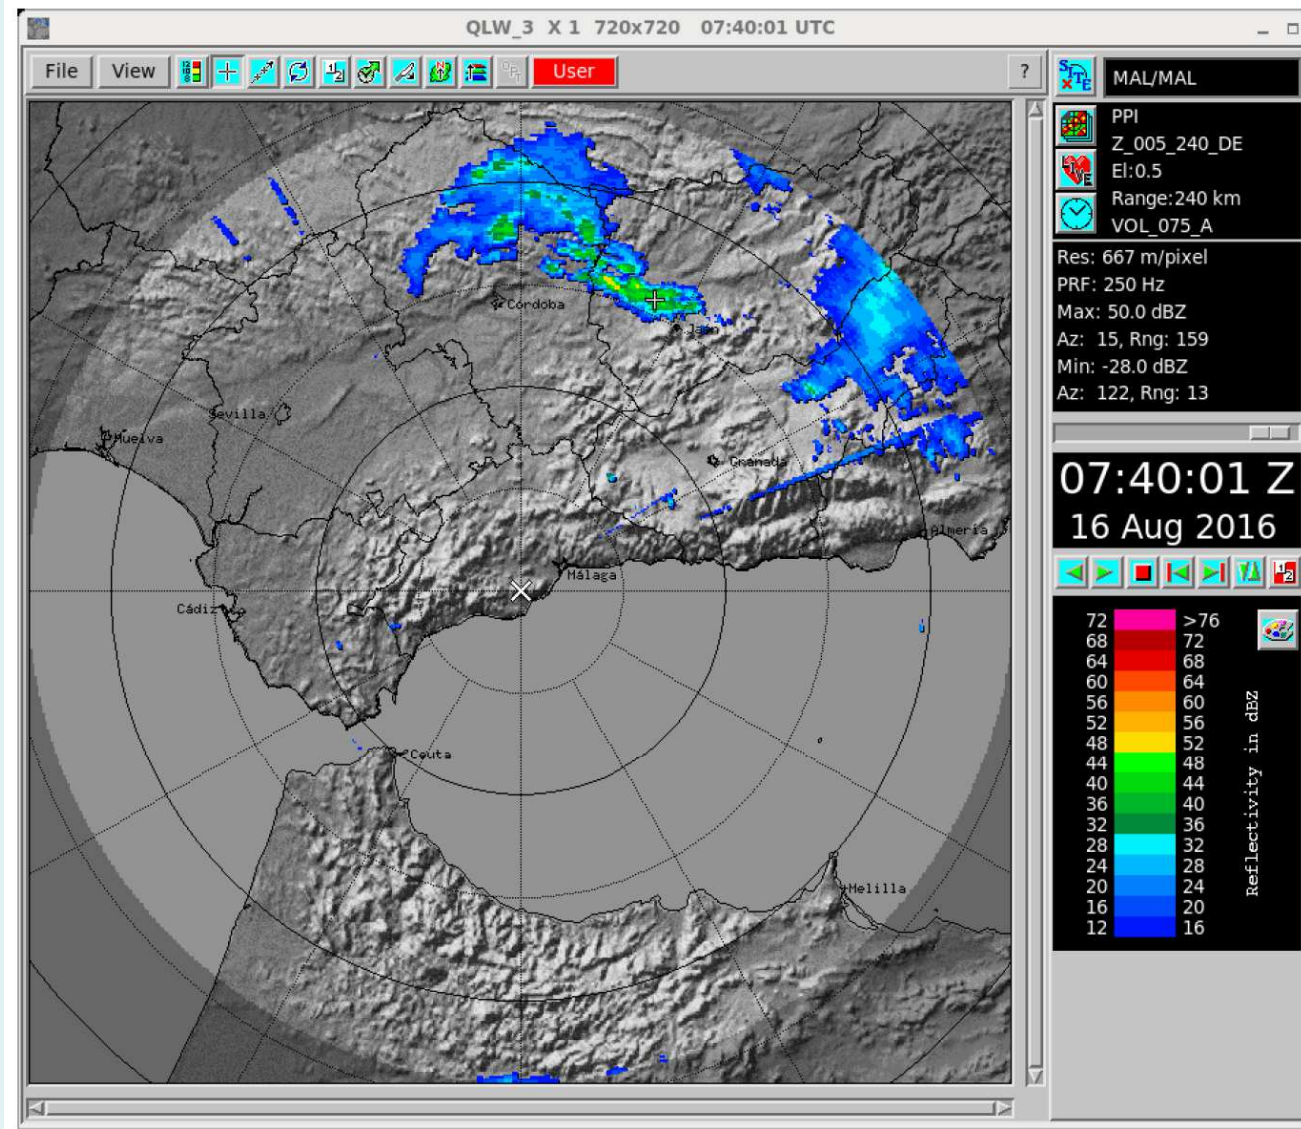 QLW_3 X 1 720x720 07:40:01 UTC
File View User ?
MAL/MAL
PPI
Z_005_240_DE
El:0.5
Range:240 km
VOL_075_A
Res: 667 m/pixel
PRF: 250 Hz
Max: 50.0 dBZ
Az: 15, Rng: 159
Min: -28.0 dBZ
Az: 122, Rng: 13
07:40:01 Z
16 Aug 2016
72 >76
68 72
64 68
60 64
56 60
52 56
48 52
44 48
40 44
36 40
32 36
28 32
24 28
20 24
16 20
12 16
Reflectivity in dBZ
Córdoba
Jaén
Sevilla
Huelva
Granada
Almería
Málaga
Cádiz
Ceuta
Melilla